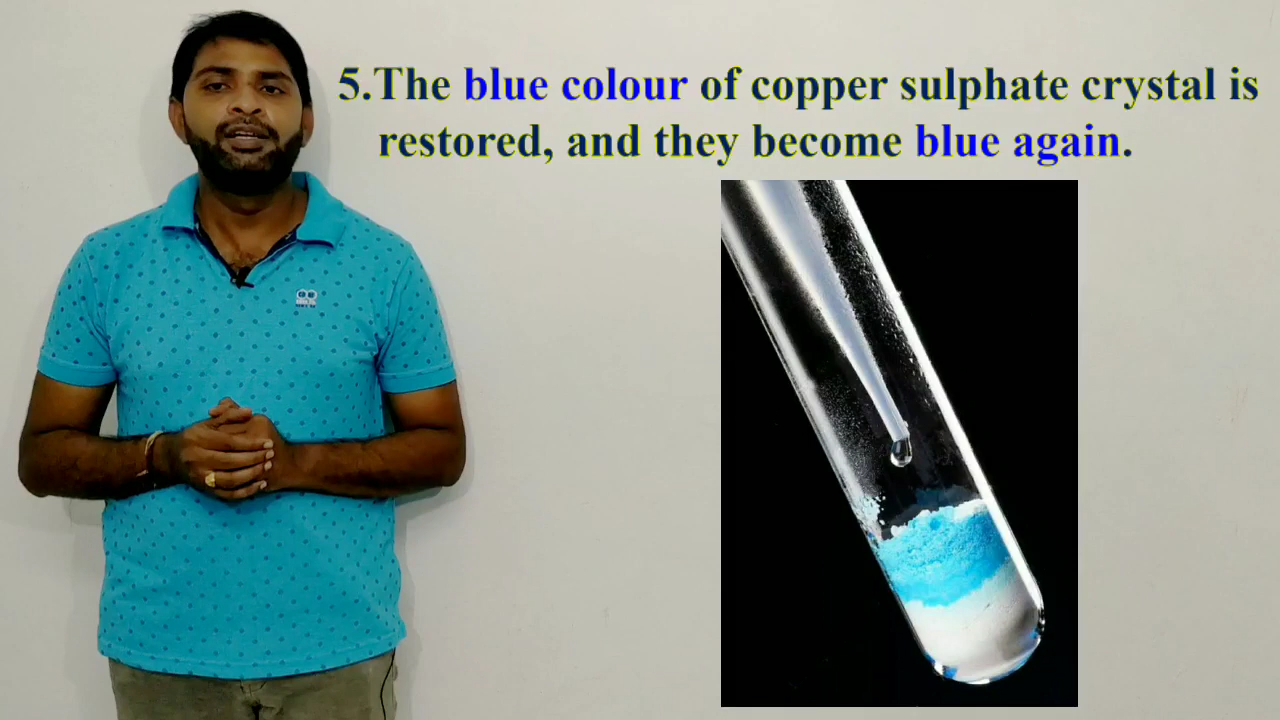 5.The blue colour of copper sulphate crystal is
restored, and they become blue again.